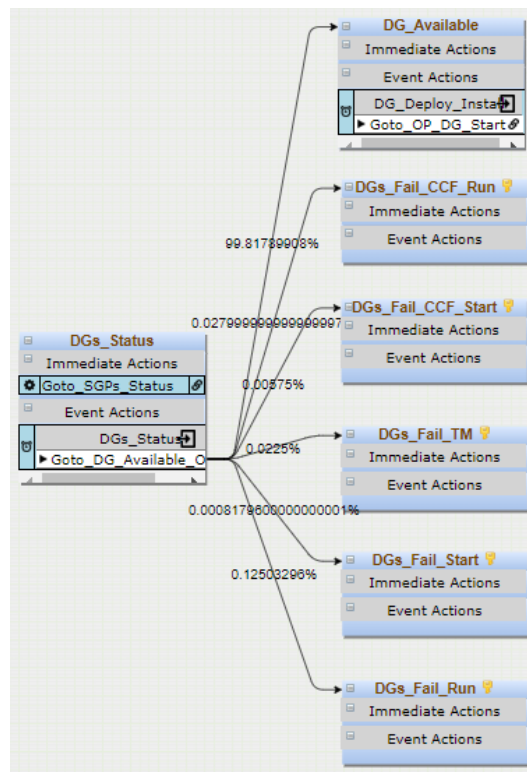 DG_Available
Immediate Actions
Event Actions
DG_Deploy_Insta
Goto_OP_DG_Start
DGs_Fail_CCF_Run
Immediate Actions
Event Actions
99.81789908%
DGs_Fail_CCF_Start
Immediate Actions
Event Actions
0.027999999999999997
DGs_Status
Immediate Actions
Goto_SGPs_Status
Event Actions
DGs_Status
Goto_DG_Available_O
0.00575%
DGs_Fail_TM
Immediate Actions
Event Actions
0.0225%
0.0008179600000000001%
DGs_Fail_Start
Immediate Actions
Event Actions
0.12503296%
DGs_Fail_Run
Immediate Actions
Event Actions